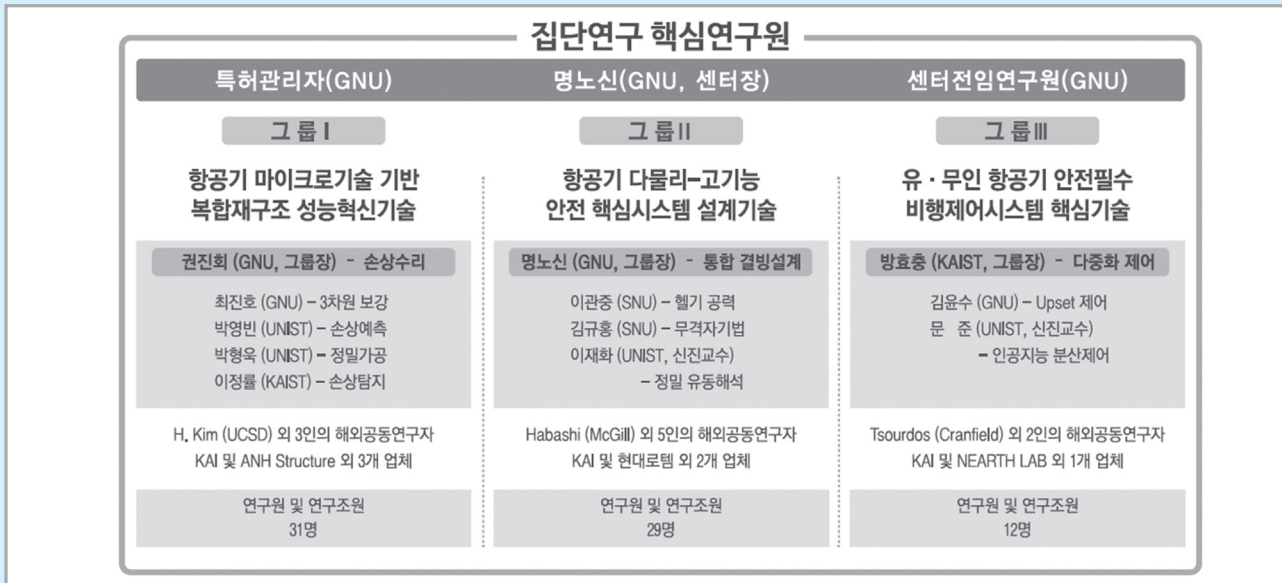 집단연구 핵심연구원
특허관리자(GNU)
명노신(GNU, 센터장)
센터전임연구원(GNU)
그룹Ⅰ
항공기 마이크로기술 기반
복합재구조 성능혁신기술
권진회 (GNU, 그룹장) - 손상수리
최진호 (GNU) – 3차원 보강
박영빈 (UNIST) – 손상예측
박형욱 (UNIST) – 정밀가공
이정률 (KAIST) – 손상탐지
H. Kim (UCSD) 외 3인의 해외공동연구자
KAI 및 ANH Structure 외 3개 업체
연구원 및 연구조원
31명
그룹Ⅱ
항공기 다물리–고기능
안전 핵심시스템 설계기술
명노신 (GNU, 그룹장) - 통합 결빙설계
이관중 (SNU) – 헬기 공력
김규홍 (SNU) – 무격자기법
이재화 (UNIST, 신진교수)
– 정밀 유동해석
Habashi (McGill) 외 5인의 해외공동연구자
KAI 및 현대로템 외 2개 업체
연구원 및 연구조원
29명
그룹Ⅲ
유·무인 항공기 안전필수
비행제어시스템 핵심기술
방효충 (KAIST, 그룹장) - 다중화 제어
김윤수 (GNU) – Upset 제어
문 준 (UNIST, 신진교수)
– 인공지능 분산제어
Tsourdos (Cranfield) 외 2인의 해외공동연구자
KAI 및 NEARTH LAB 외 1개 업체
연구원 및 연구조원
12명